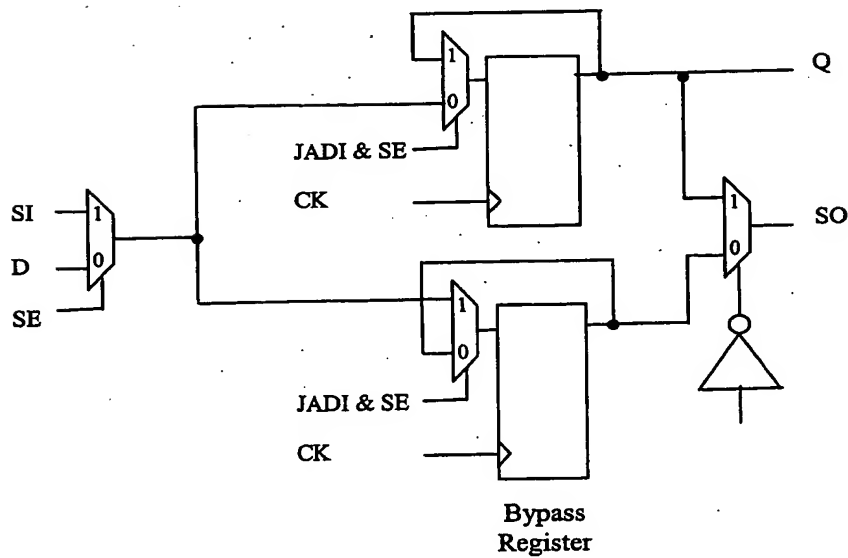 1
Q
0
JADI & SE
CK
SI
1
1
SO
D
0
0
SE
1
0
JADI & SE
CK
Bypass
Register